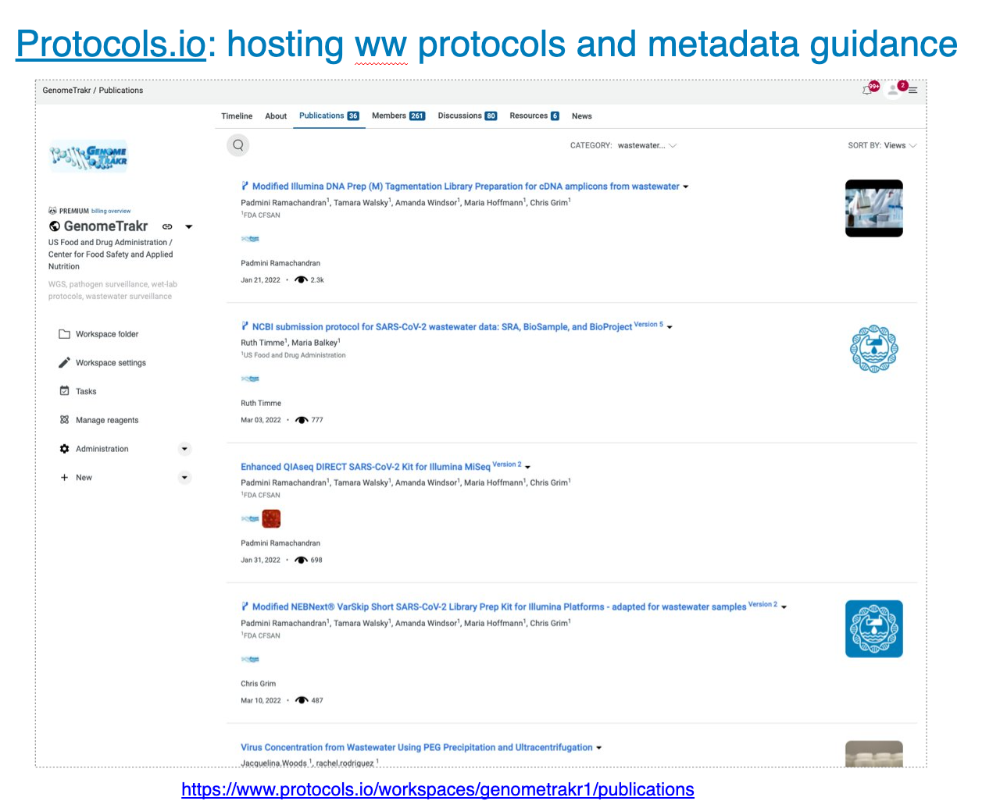 Protocols.io: hosting ww protocols and metadata guidance
GenomeTrakr / Publications
99+
2
Timeline About Publications 36 Members 261 Discussions 80 Resources 6 News
CATEGORY: wastewater...
SORT BY: Views
GENOME
TRAKR
PREMIUM billing overview
GenomeTrakr
US Food and Drug Administration /
Center for Food Safety and Applied
Nutrition
WGS, pathogen surveillance, wet-lab
protocols, wastewater surveillance
Workspace folder
Workspace settings
Tasks
Manage reagents
Administration
New
Modified Illumina DNA Prep (M) Tagmentation Library Preparation for cDNA amplicons from wastewater
Padmini Ramachandran1, Tamara Walsky1, Amanda Windsor1, Maria Hoffmann1, Chris Grim1
1FDA CFSAN
Padmini Ramachandran
Jan 21, 2022 • 2.3k
NCBI submission protocol for SARS-CoV-2 wastewater data: SRA, BioSample, and BioProject Version 5
Ruth Timme1, Maria Balkey1
1US Food and Drug Administration
Ruth Timme
Mar 03, 2022 • 777
Enhanced QIAseq DIRECT SARS-CoV-2 Kit for Illumina MiSeq Version 2
Padmini Ramachandran1, Tamara Walsky1, Amanda Windsor1, Maria Hoffmann1, Chris Grim1
1FDA CFSAN
Padmini Ramachandran
Jan 31, 2022 • 698
Modified NEBNext® VarSkip Short SARS-CoV-2 Library Prep Kit for Illumina Platforms - adapted for wastewater samples Version 2
Padmini Ramachandran1, Tamara Walsky1, Amanda Windsor1, Maria Hoffmann1, Chris Grim1
1FDA CFSAN
Chris Grim
Mar 10, 2022 • 487
Virus Concentration from Wastewater Using PEG Precipitation and Ultracentrifugation
Jacquelina.Woods 1, rachel.rodriguez 1
https://www.protocols.io/workspaces/genometrakr1/publications